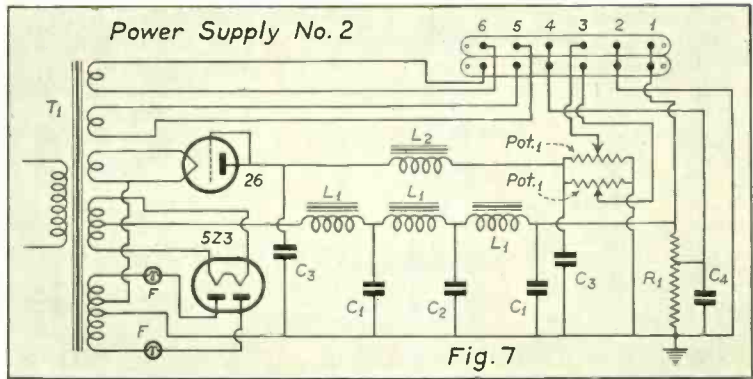 Power Supply No. 2
6 5 4 3 2 1
T1
L2
Pot.1
26
Pot.1
L1
L1
L1
5Z3
C3
C3
R1
C4
F
C1
C2
C1
F
Fig. 7